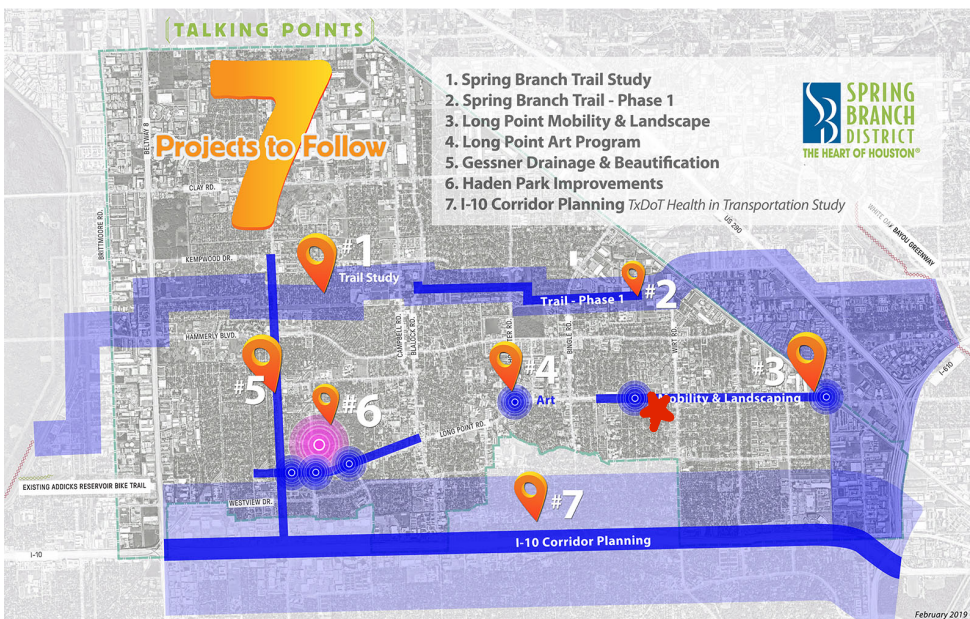 [TALKING POINTS]
7
Projects to Follow
1. Spring Branch Trail Study
2. Spring Branch Trail - Phase 1
3. Long Point Mobility & Landscape
4. Long Point Art Program
5. Gessner Drainage & Beautification
6. Haden Park Improvements
7. I-10 Corridor Planning TxDoT Health in Transportation Study
SPRING
BRANCH
DISTRICT
THE HEART OF HOUSTON®
BELTWAY 8
CLAY RD.
BRITTMOORE RD.
KEMPWOOD DR.
US 290
WHITE OAK BAYOU GREENWAY
#1
Trail Study
Trail - Phase 1
#2
HAMMERLY BLVD.
CAMPBELL RD.
BLALOCK RD.
BINGLE RD.
WIRT RD.
I-610
#5
#6
#4
Art
#3
Mobility & Landscaping
LONG POINT RD.
EXISTING ADDICKS RESERVOIR BIKE TRAIL
WESTVIEW DR.
#7
I-10
I-10 Corridor Planning
February 2019